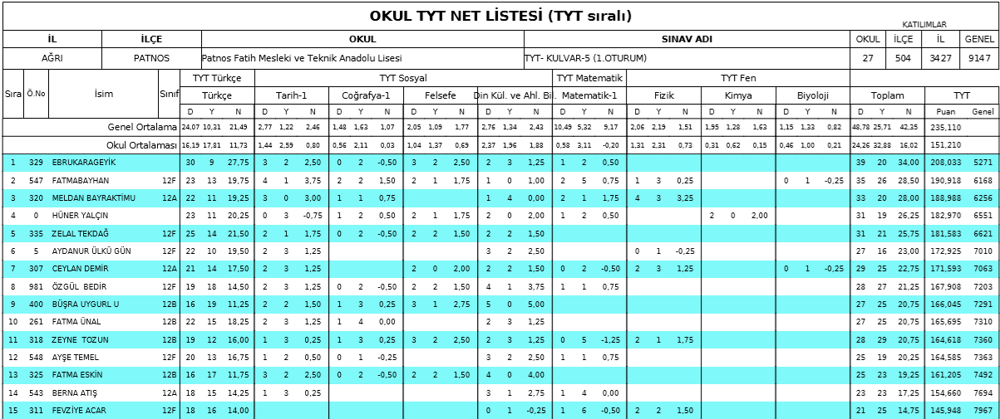 OKUL TYT NET LİSTESİ (TYT sıralı)
KATILIMLAR
İL İLÇE OKUL SINAV ADI OKUL İLÇE İL GENEL
AĞRI PATNOS Patnos Fatih Mesleki ve Teknik Anadolu Lisesi TYT- KULVAR-5 (1.OTURUM) 27 504 3427 9147
Sıra Ö.No İsim Sınıf TYT Türkçe TYT Sosyal TYT Matematik TYT Fen
Türkçe Tarih-1 Coğrafya-1 Felsefe Din Kül. ve Ahl. Bil. Matematik-1 Fizik Kimya Biyoloji Toplam TYT
D Y N D Y N D Y N D Y N D Y N D Y N D Y N D Y N D Y N D Y N Puan Genel
Genel Ortalama 24,07 10,31 21,49 2,77 1,22 2,46 1,48 1,63 1,07 2,05 1,09 1,77 2,76 1,34 2,43 10,49 5,32 9,17 2,06 2,19 1,51 1,95 1,28 1,63 1,15 1,33 0,82 48,78 25,71 42,35 235,110
Okul Ortalaması 16,19 17,81 11,73 1,44 2,59 0,80 0,56 2,11 0,03 1,04 1,37 0,69 2,37 1,96 1,88 0,58 3,11 -0,20 1,31 2,31 0,73 0,31 0,62 0,15 0,46 1,00 0,21 24,26 32,88 16,02 151,210
1 329 EBRUKARAGEYİK 30 9 27,75 3 2 2,50 0 2 -0,50 3 2 2,50 2 3 1,25 1 2 0,50 39 20 34,00 208,033 5271
2 547 FATMABAYHAN 12F 23 13 19,75 4 1 3,75 2 2 1,50 2 1 1,75 1 0 1,00 2 5 0,75 1 3 0,25 0 1 -0,25 35 26 28,50 190,918 6168
3 320 MELDAN BAYRAKTİMU 12A 22 11 19,25 3 0 3,00 1 1 0,75 1 4 0,00 2 1 1,75 4 3 3,25 33 20 28,00 188,988 6256
4 0 HÜNER YALÇIN 23 11 20,25 0 3 -0,75 1 2 0,50 2 1 1,75 2 0 2,00 1 2 0,50 2 0 2,00 31 19 26,25 182,970 6551
5 335 ZELAL TEKDAĞ 12F 25 14 21,50 2 1 1,75 0 2 -0,50 2 2 1,50 2 2 1,50 31 21 25,75 181,583 6621
6 5 AYDANUR ÜLKÜ GÜN 12F 22 10 19,50 2 3 1,25 3 2 2,50 0 1 -0,25 27 16 23,00 172,925 7010
7 307 CEYLAN DEMİR 12A 21 14 17,50 2 3 1,25 2 0 2,00 2 2 1,50 0 2 -0,50 2 3 1,25 0 1 -0,25 29 25 22,75 171,593 7063
8 981 ÖZGÜL BEDİR 12F 19 18 14,50 2 3 1,25 0 2 -0,50 2 2 1,50 4 1 3,75 1 1 0,75 28 27 21,25 167,908 7203
9 400 BÜŞRA UYGURL U 12B 16 19 11,25 2 2 1,50 1 3 0,25 3 1 2,75 5 0 5,00 27 25 20,75 166,045 7291
10 261 FATMA ÜNAL 12B 22 15 18,25 2 3 1,25 1 4 0,00 2 3 1,25 27 25 20,75 165,695 7310
11 318 ZEYNE TOZUN 12B 19 12 16,00 1 3 0,25 1 3 0,25 3 2 2,50 2 3 1,25 0 5 -1,25 2 1 1,75 28 29 20,75 164,618 7360
12 548 AYŞE TEMEL 12F 20 13 16,75 1 2 0,50 0 1 -0,25 3 2 2,50 1 1 0,75 25 19 20,25 164,585 7363
13 325 FATMA ESKİN 12B 16 17 11,75 3 2 2,50 0 2 -0,50 2 2 1,50 4 0 4,00 25 23 19,25 161,205 7492
14 543 BERNA ATIŞ 12A 18 15 14,25 1 3 0,25 3 1 2,75 1 4 0,00 23 23 17,25 154,660 7694
15 311 FEVZİYE ACAR 12F 18 16 14,00 0 1 -0,25 1 6 -0,50 2 2 1,50 21 25 14,75 145,948 7967